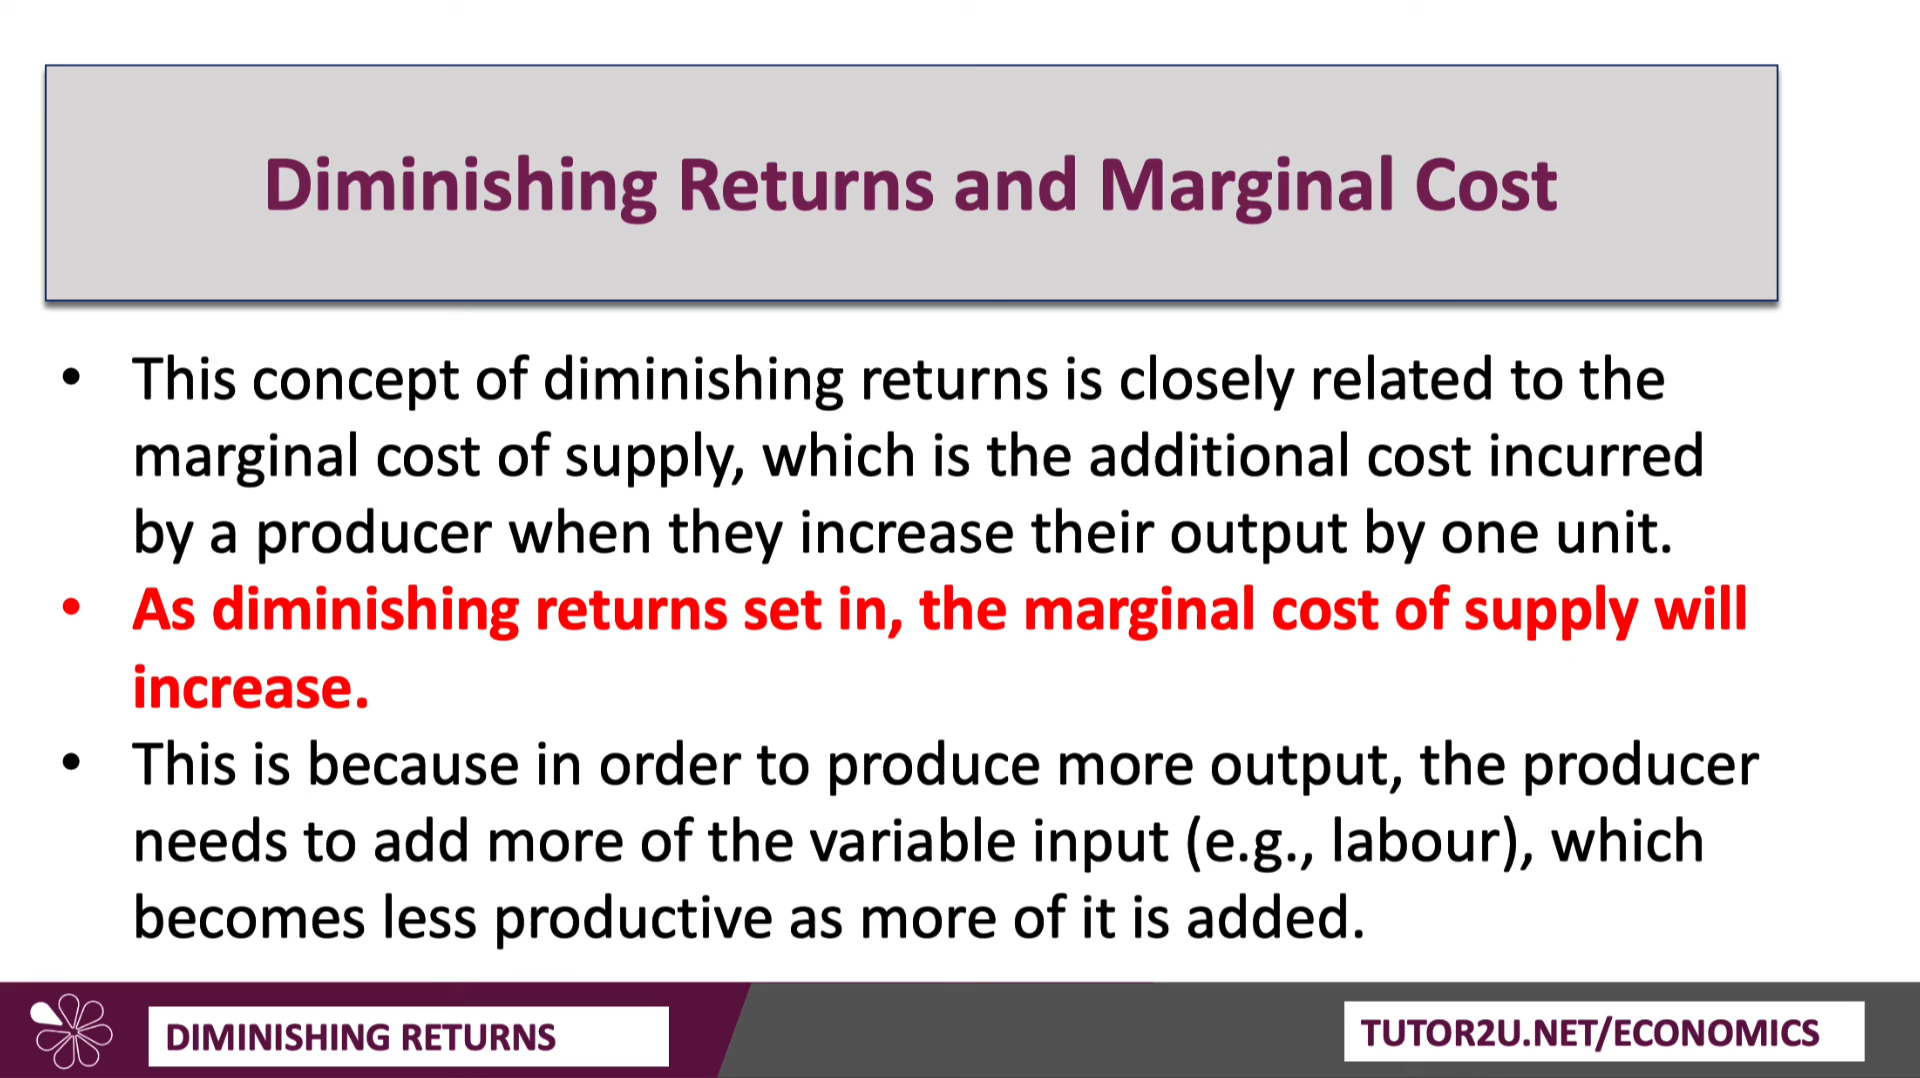 Diminishing Returns and Marginal Cost
• This concept of diminishing returns is closely related to the
marginal cost of supply, which is the additional cost incurred
by a producer when they increase their output by one unit.
• As diminishing returns set in, the marginal cost of supply will
increase.
• This is because in order to produce more output, the producer
needs to add more of the variable input (e.g., labour), which
becomes less productive as more of it is added.
DIMINISHING RETURNS
TUTOR2U.NET/ECONOMICS